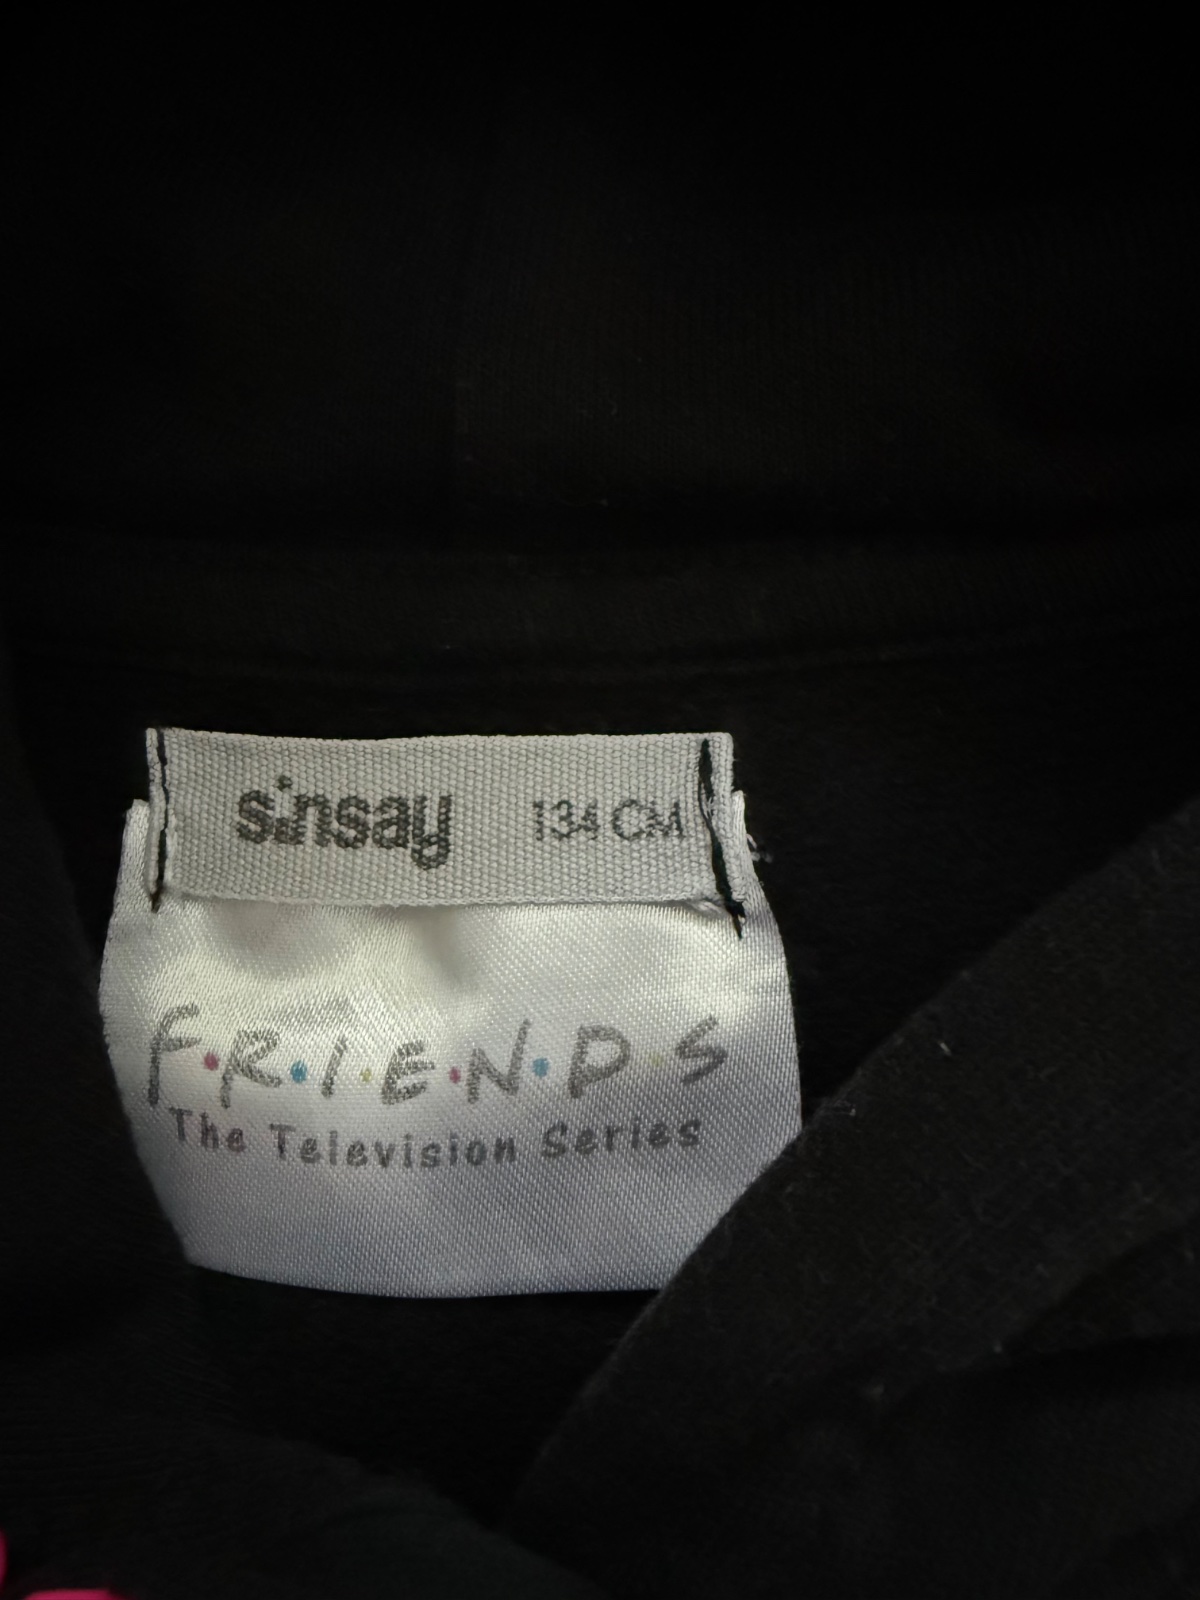 sinsay 134 CM
F·R·I·E·N·D·S
The Television Series